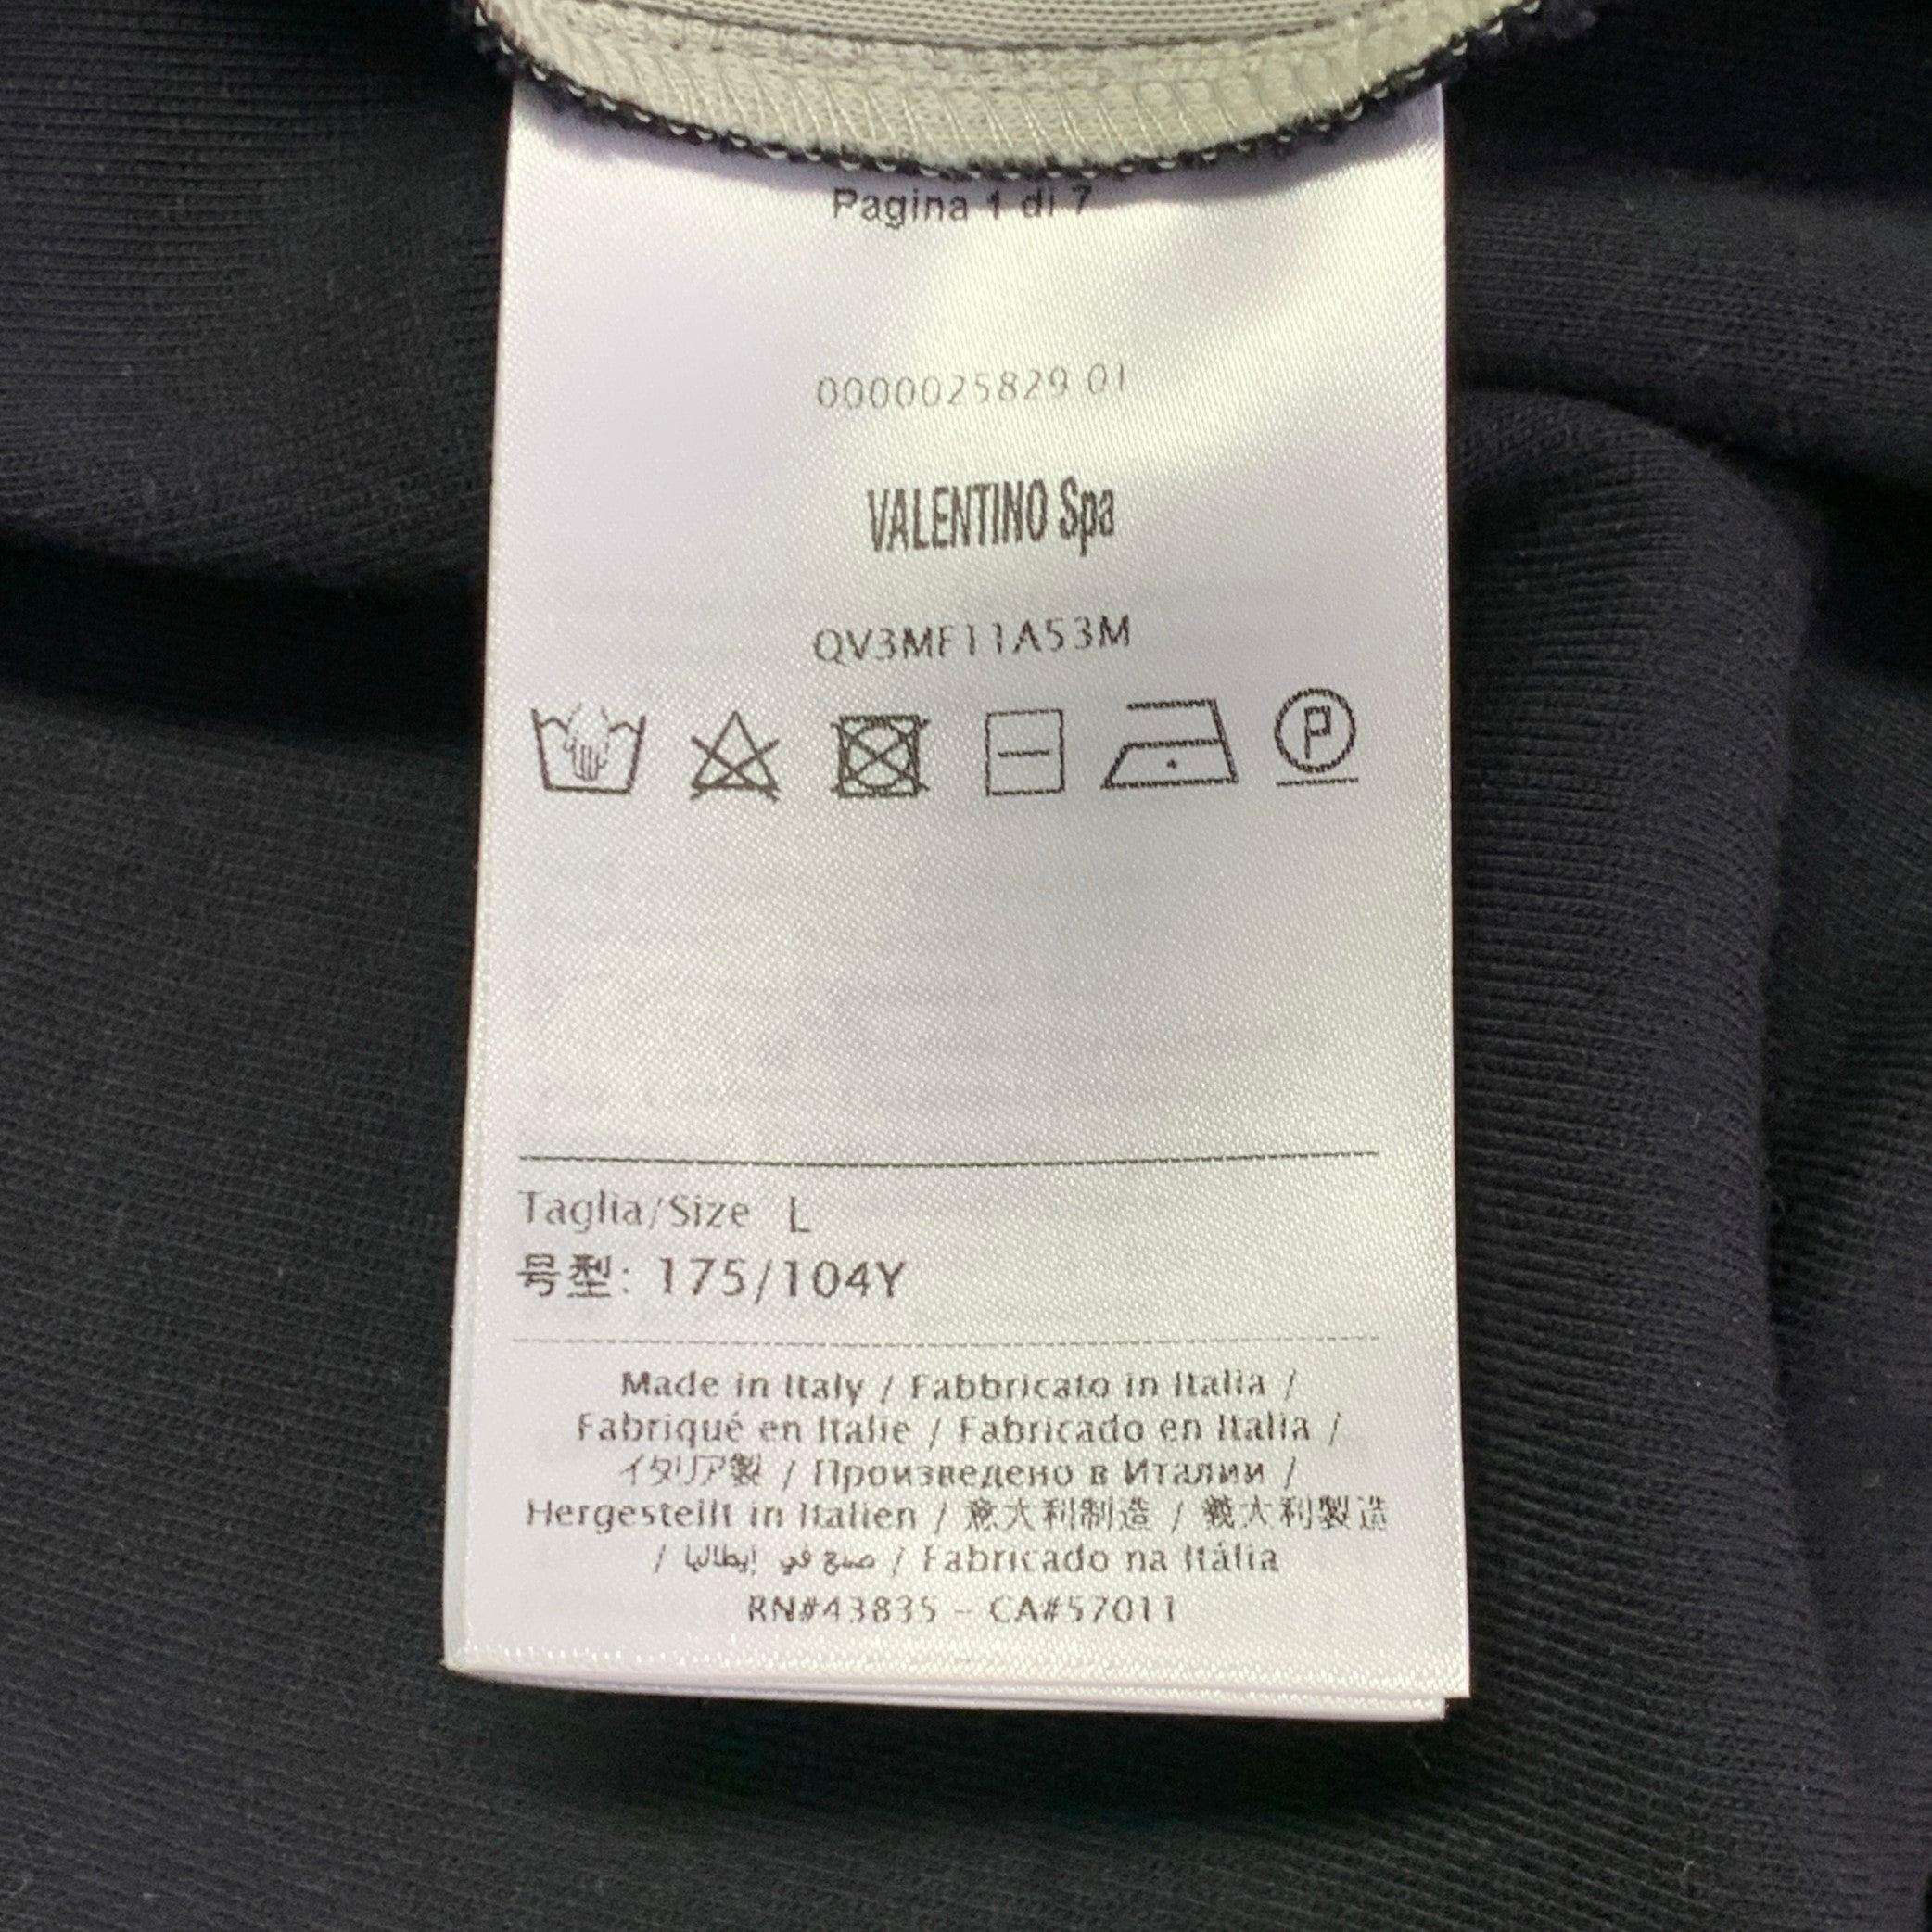 Pagina 1 di 7
0000025829 01
VALENTINO Spa
QV3MF11A53M
P
Taglia/Size L
号型: 175/104Y
Made in Italy / Fabbricato in Italia /
Fabriqué en Italie / Fabricado en Italia /
イタリア製 / Произведено в Италии /
Hergestellt in Italien / 意大利制造 / 義大利製造
/ صنع في إيطاليا / Fabricado na Itália
RN#43835 - CA#57011